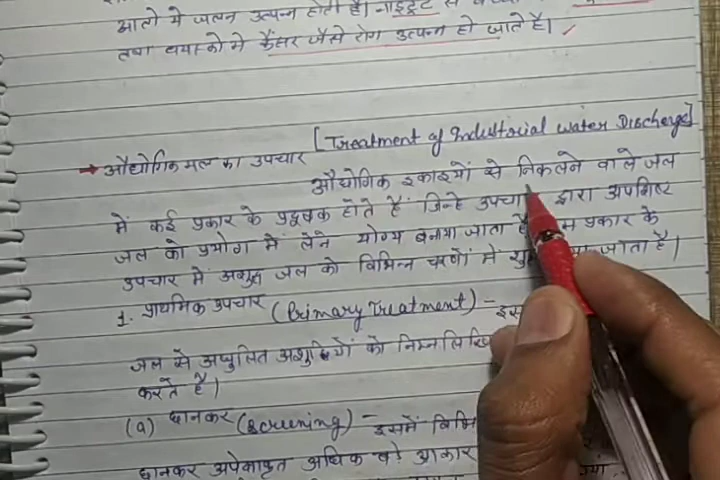 आंतो में जलन उत्पन्न होती है। नाइट्रेट से
तथा वयस्को मे कैंसर जैसे रोग उत्पन्न हो जाते है।
[Treatment of Industrial water Discharge]
औद्योगिक मल का उपचार
औद्योगिक इकाइयों से निकलने वाले जल
में कई प्रकार के प्रदूषक होते हैं जिन्हे उपचार द्वारा अपशिष्ट
जल को प्रयोग में लेने योग्य बनाया जाता है प्रकार के
उपचार में अशुद्ध जल को विभिन्न चरणों में जाता है।
1. प्राथमिक उपचार (Primary Treatment) -
जल से अघुलित अशुद्धियों को
करते है।
(a) छानकर (Screening) - इसमें
छानकर अपेक्षाकृत अधिक बड़े आकार